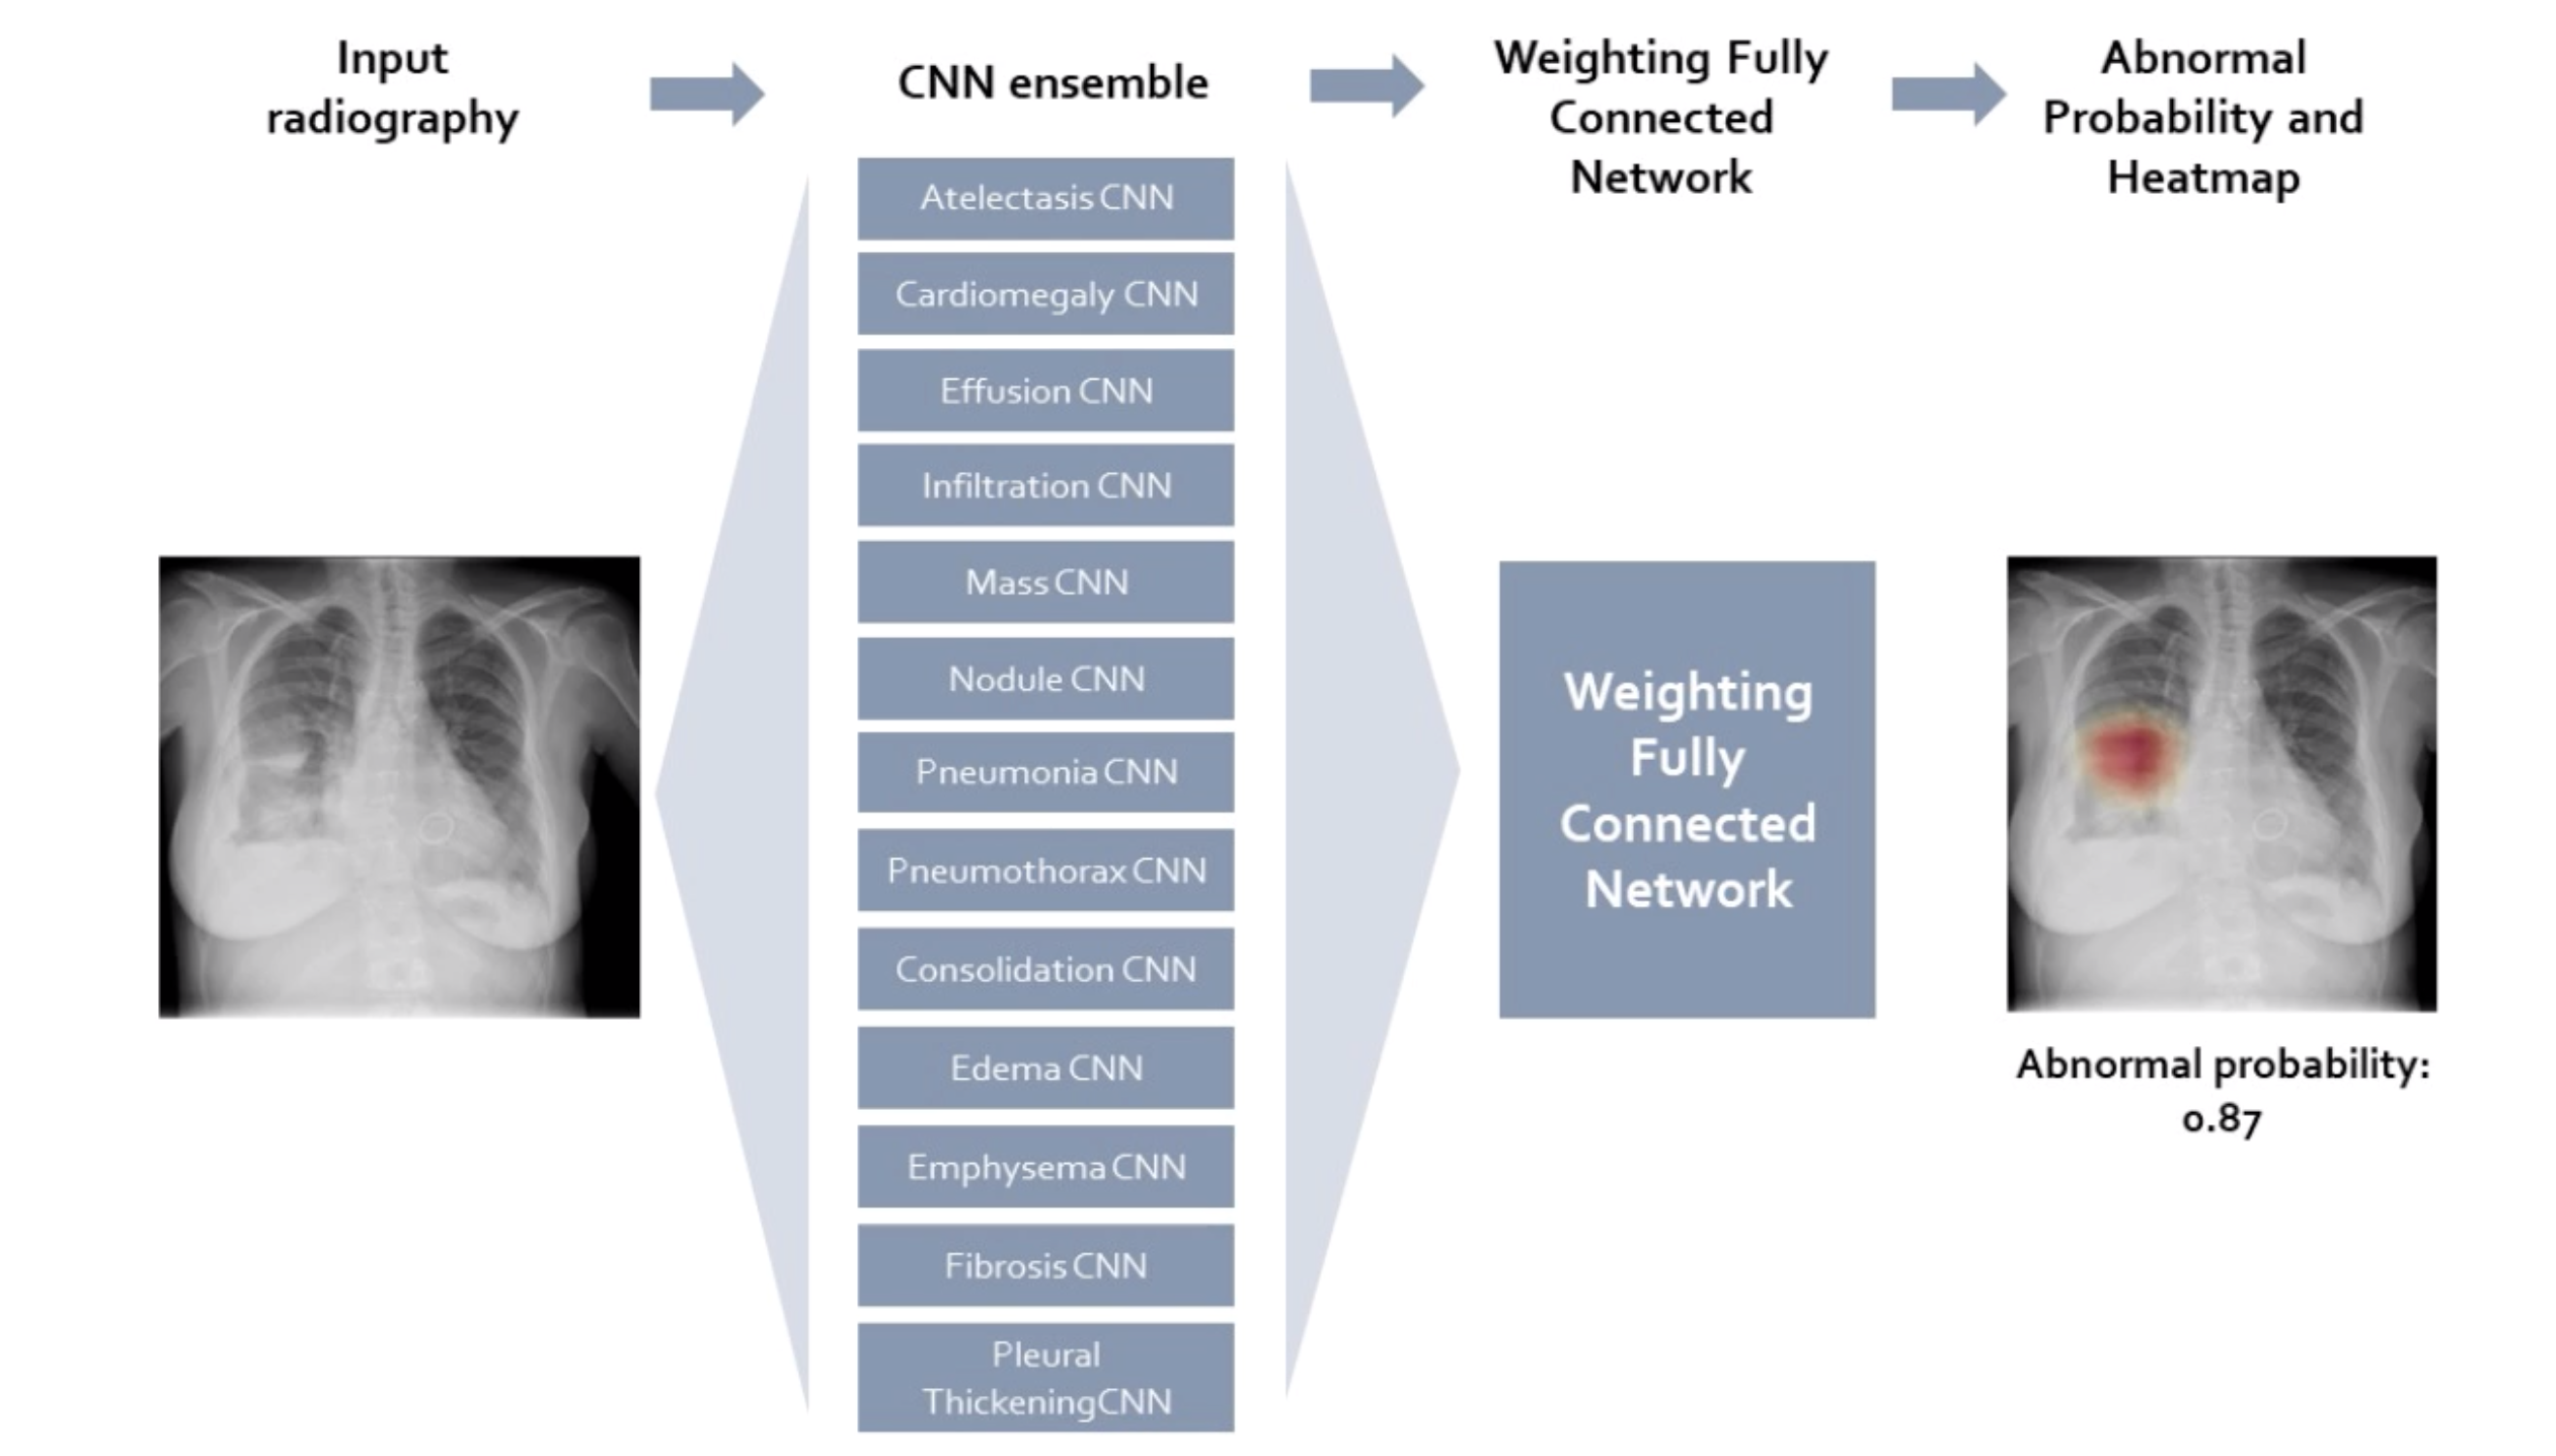 Input
radiography
CNN ensemble
Weighting Fully
Connected
Network
Abnormal
Probability and
Heatmap
Atelectasis CNN
Cardiomegaly CNN
Effusion CNN
Infiltration CNN
Mass CNN
Nodule CNN
Pneumonia CNN
Pneumothorax CNN
Consolidation CNN
Edema CNN
Emphysema CNN
Fibrosis CNN
Pleural
ThickeningCNN
Weighting
Fully
Connected
Network
Abnormal probability:
0.87